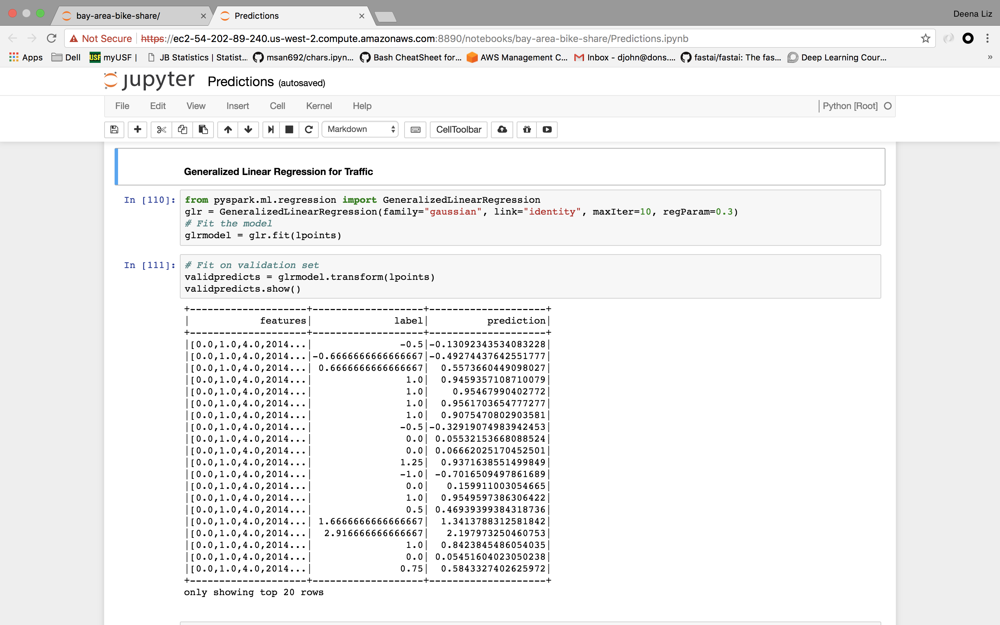 bay-area-bike-share/
Predictions
Deena Liz
Not Secure https://ec2-54-202-89-240.us-west-2.compute.amazonaws.com:8890/notebooks/bay-area-bike-share/Predictions.ipynb
Apps Dell USF myUSF | JB Statistics | Statist... msan692/chars.ipyn... Bash CheatSheet for... AWS Management C... Inbox - djohn@dons.... fastai/fastai: The fas... Deep Learning Cour... »
jupyter Predictions (autosaved)
File Edit View Insert Cell Kernel Help Python [Root]
Markdown CellToolbar
Generalized Linear Regression for Traffic
In [110]: from pyspark.ml.regression import GeneralizedLinearRegression
glr = GeneralizedLinearRegression(family="gaussian", link="identity", maxIter=10, regParam=0.3)
# Fit the model
glrmodel = glr.fit(lpoints)
In [111]: # Fit on validation set
validpredicts = glrmodel.transform(lpoints)
validpredicts.show()
+--------------------+-------------------+--------------------+
|            features|              label|          prediction|
+--------------------+-------------------+--------------------+
|[0.0,1.0,4.0,2014...|               -0.5|-0.13092343534083228|
|[0.0,1.0,4.0,2014...|-0.6666666666666667|-0.49274437642551777|
|[0.0,1.0,4.0,2014...| 0.6666666666666667|  0.5573660449098027|
|[0.0,1.0,4.0,2014...|                1.0|  0.9459357108710079|
|[0.0,1.0,4.0,2014...|                1.0|    0.95467990402772|
|[0.0,1.0,4.0,2014...|                1.0|  0.9561703654777277|
|[0.0,1.0,4.0,2014...|                1.0|  0.9075470802903581|
|[0.0,1.0,4.0,2014...|               -0.5|-0.32919074983942453|
|[0.0,1.0,4.0,2014...|                0.0| 0.05532153668088524|
|[0.0,1.0,4.0,2014...|                0.0| 0.06662025170452501|
|[0.0,1.0,4.0,2014...|               1.25|  0.9371638551499849|
|[0.0,1.0,4.0,2014...|               -1.0| -0.7016509497861689|
|[0.0,1.0,4.0,2014...|                0.0|   0.159911003054665|
|[0.0,1.0,4.0,2014...|                1.0|  0.9549597386306422|
|[0.0,1.0,4.0,2014...|                0.5| 0.46939399384318736|
|[0.0,1.0,4.0,2014...| 1.6666666666666667|  1.3413788312581842|
|[0.0,1.0,4.0,2014...|  2.916666666666667|   2.197973250460753|
|[0.0,1.0,4.0,2014...|                1.0|  0.8423845486054035|
|[0.0,1.0,4.0,2014...|                0.0| 0.05451604023050238|
|[0.0,1.0,4.0,2014...|               0.75|  0.5843327402625972|
+--------------------+-------------------+--------------------+
only showing top 20 rows